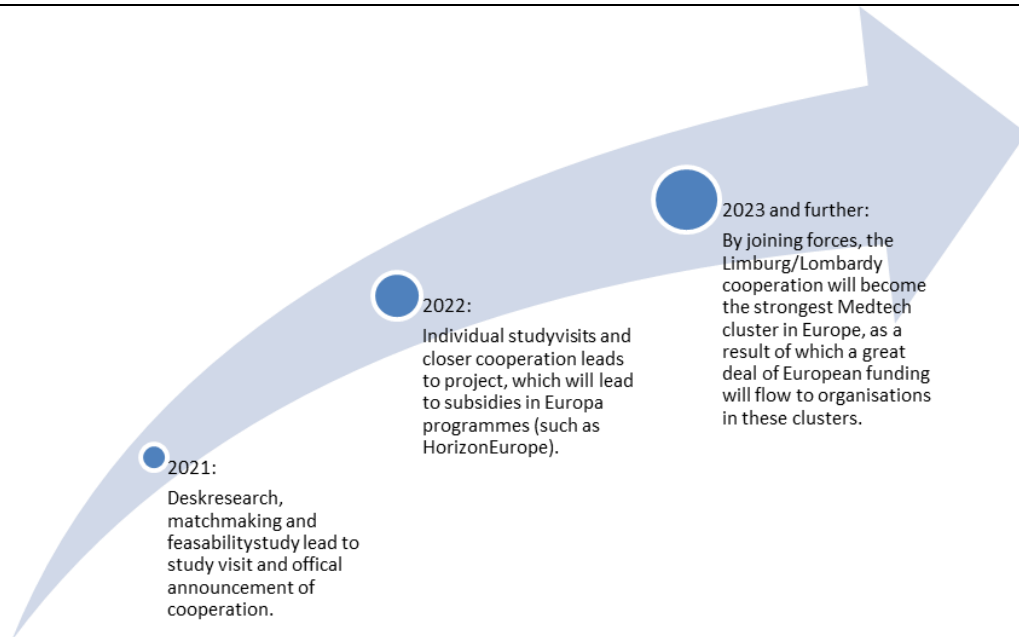 2021:
Deskresearch,
matchmaking and
feasabilitystudy lead to
study visit and offical
announcement of
cooperation.
2022:
Individual studyvisits and
closer cooperation leads
to project, which will lead
to subsidies in Europa
programmes (such as
HorizonEurope).
2023 and further:
By joining forces, the
Limburg/Lombardy
cooperation will become
the strongest Medtech
cluster in Europe, as a
result of which a great
deal of European funding
will flow to organisations
in these clusters.